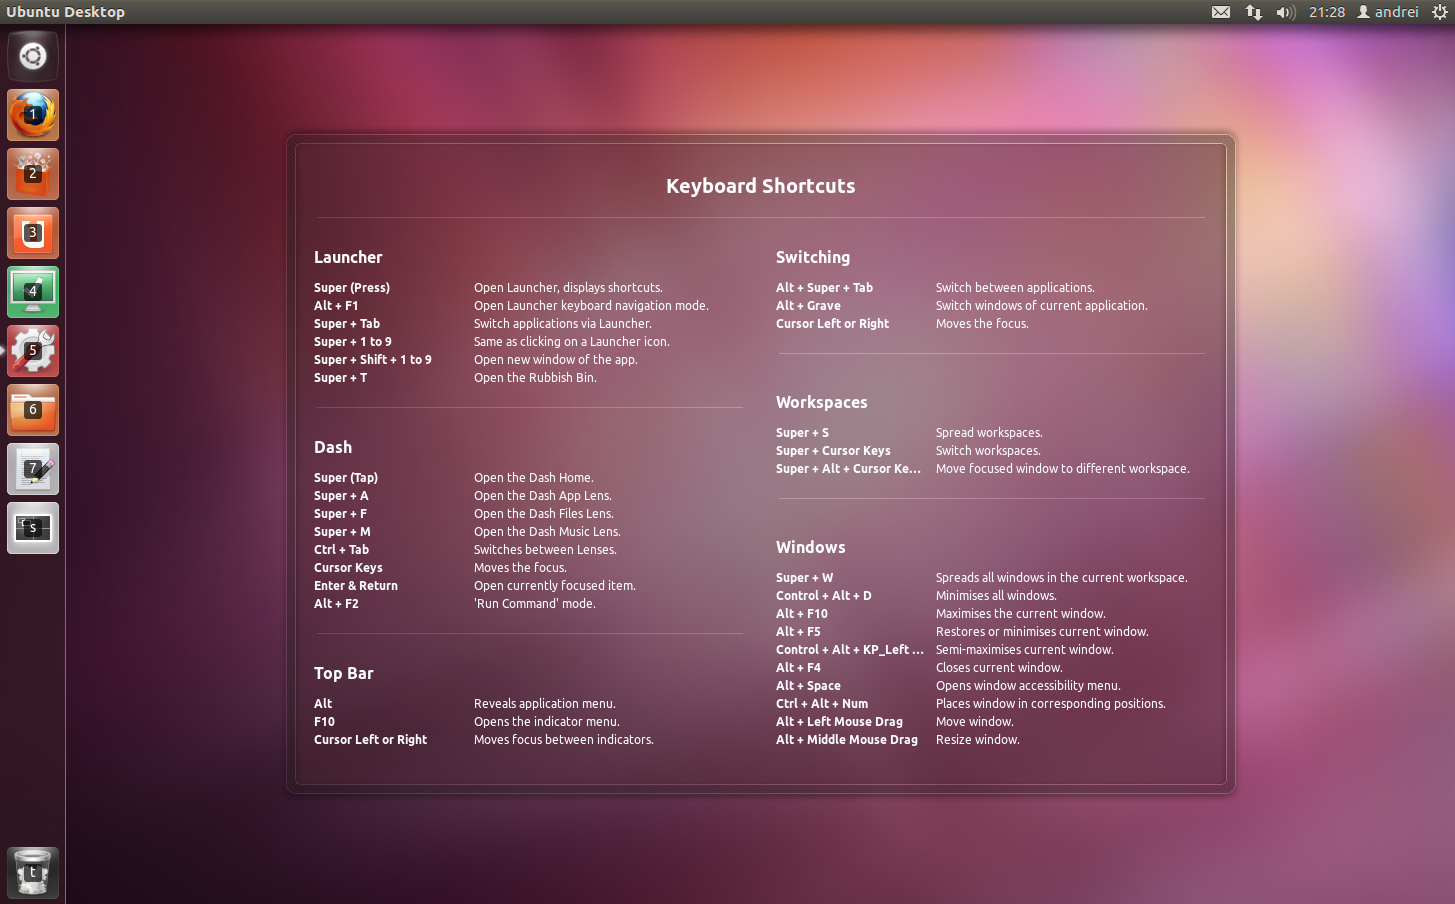 Ubuntu Desktop
21:28 andrei
1
2
3
4
5
6
7
s
t
Keyboard Shortcuts
Launcher
Super (Press) Open Launcher, displays shortcuts.
Alt + F1 Open Launcher keyboard navigation mode.
Super + Tab Switch applications via Launcher.
Super + 1 to 9 Same as clicking on a Launcher icon.
Super + Shift + 1 to 9 Open new window of the app.
Super + T Open the Rubbish Bin.
Dash
Super (Tap) Open the Dash Home.
Super + A Open the Dash App Lens.
Super + F Open the Dash Files Lens.
Super + M Open the Dash Music Lens.
Ctrl + Tab Switches between Lenses.
Cursor Keys Moves the focus.
Enter & Return Open currently focused item.
Alt + F2 'Run Command' mode.
Top Bar
Alt Reveals application menu.
F10 Opens the indicator menu.
Cursor Left or Right Moves focus between indicators.
Switching
Alt + Super + Tab Switch between applications.
Alt + Grave Switch windows of current application.
Cursor Left or Right Moves the focus.
Workspaces
Super + S Spread workspaces.
Super + Cursor Keys Switch workspaces.
Super + Alt + Cursor Ke... Move focused window to different workspace.
Windows
Super + W Spreads all windows in the current workspace.
Control + Alt + D Minimises all windows.
Alt + F10 Maximises the current window.
Alt + F5 Restores or minimises current window.
Control + Alt + KP_Left ... Semi-maximises current window.
Alt + F4 Closes current window.
Alt + Space Opens window accessibility menu.
Ctrl + Alt + Num Places window in corresponding positions.
Alt + Left Mouse Drag Move window.
Alt + Middle Mouse Drag Resize window.